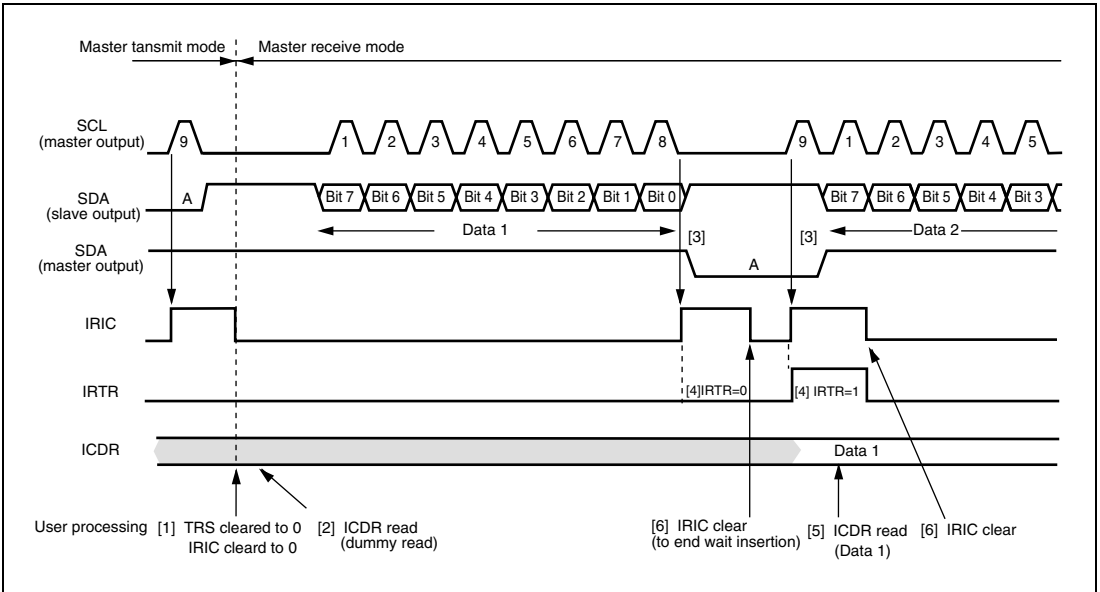 Master tansmit mode Master receive mode
SCL
(master output)
9 1 2 3 4 5 6 7 8 9 1 2 3 4 5
SDA
(slave output)
A Bit 7 Bit 6 Bit 5 Bit 4 Bit 3 Bit 2 Bit 1 Bit 0 Bit 7 Bit 6 Bit 5 Bit 4 Bit 3
Data 1 [3] [3] Data 2
SDA
(master output)
A
IRIC
IRTR
[4]IRTR=0 [4] IRTR=1
ICDR
Data 1
User processing [1] TRS cleared to 0
IRIC cleard to 0
[2] ICDR read
(dummy read)
[6] IRIC clear
(to end wait insertion)
[5] ICDR read
(Data 1)
[6] IRIC clear